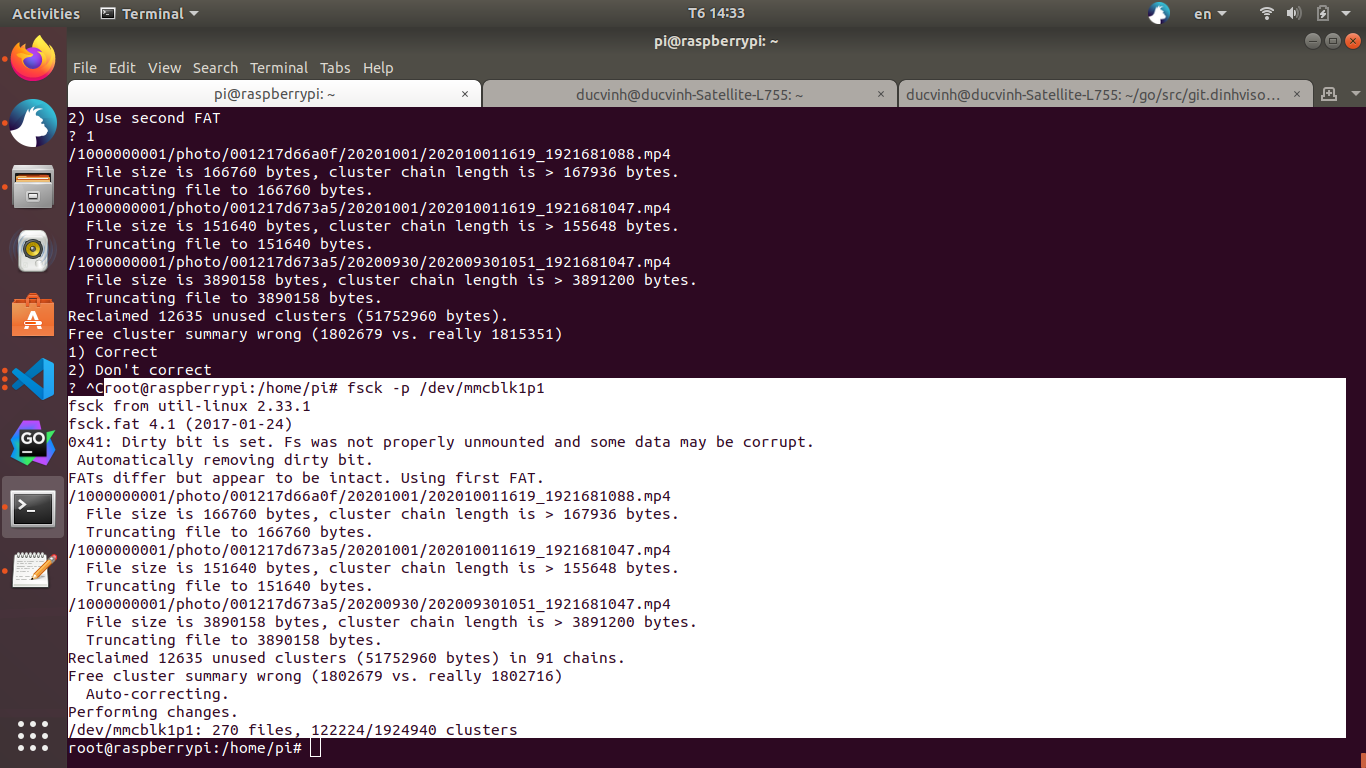 Activities
Terminal
T6 14:33
en
pi@raspberrypi: ~
File Edit View Search Terminal Tabs Help
pi@raspberrypi: ~
ducvinh@ducvinh-Satellite-L755: ~
ducvinh@ducvinh-Satellite-L755: ~/go/src/git.dinhviso…
2) Use second FAT
? 1
/1000000001/photo/001217d66a0f/20201001/202010011619_1921681088.mp4
  File size is 166760 bytes, cluster chain length is > 167936 bytes.
  Truncating file to 166760 bytes.
/1000000001/photo/001217d673a5/20201001/202010011619_1921681047.mp4
  File size is 151640 bytes, cluster chain length is > 155648 bytes.
  Truncating file to 151640 bytes.
/1000000001/photo/001217d673a5/20200930/202009301051_1921681047.mp4
  File size is 3890158 bytes, cluster chain length is > 3891200 bytes.
  Truncating file to 3890158 bytes.
Reclaimed 12635 unused clusters (51752960 bytes).
Free cluster summary wrong (1802679 vs. really 1815351)
1) Correct
2) Don't correct
? ^Croot@raspberrypi:/home/pi# fsck -p /dev/mmcblk1p1
fsck from util-linux 2.33.1
fsck.fat 4.1 (2017-01-24)
0x41: Dirty bit is set. Fs was not properly unmounted and some data may be corrupt.
 Automatically removing dirty bit.
FATs differ but appear to be intact. Using first FAT.
/1000000001/photo/001217d66a0f/20201001/202010011619_1921681088.mp4
  File size is 166760 bytes, cluster chain length is > 167936 bytes.
  Truncating file to 166760 bytes.
/1000000001/photo/001217d673a5/20201001/202010011619_1921681047.mp4
  File size is 151640 bytes, cluster chain length is > 155648 bytes.
  Truncating file to 151640 bytes.
/1000000001/photo/001217d673a5/20200930/202009301051_1921681047.mp4
  File size is 3890158 bytes, cluster chain length is > 3891200 bytes.
  Truncating file to 3890158 bytes.
Reclaimed 12635 unused clusters (51752960 bytes) in 91 chains.
Free cluster summary wrong (1802679 vs. really 1802716)
  Auto-correcting.
Performing changes.
/dev/mmcblk1p1: 270 files, 122224/1924940 clusters
root@raspberrypi:/home/pi#
GO